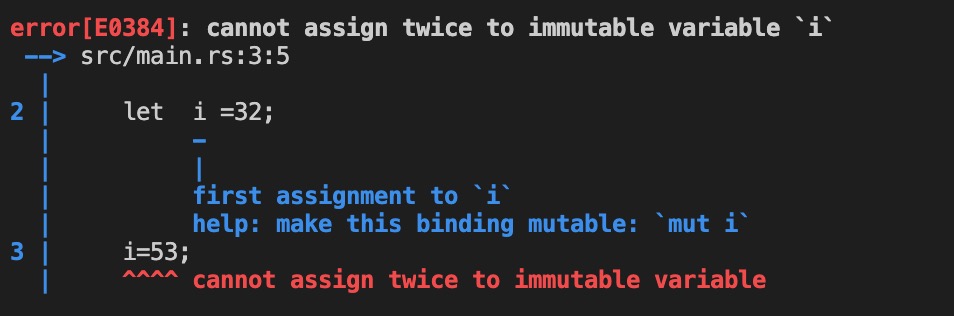 error[E0384]: cannot assign twice to immutable variable `i`
 --> src/main.rs:3:5
  |
2 |     let  i =32;
  |          -
  |          |
  |          first assignment to `i`
  |          help: make this binding mutable: `mut i`
3 |     i=53;
  |     ^^^^ cannot assign twice to immutable variable